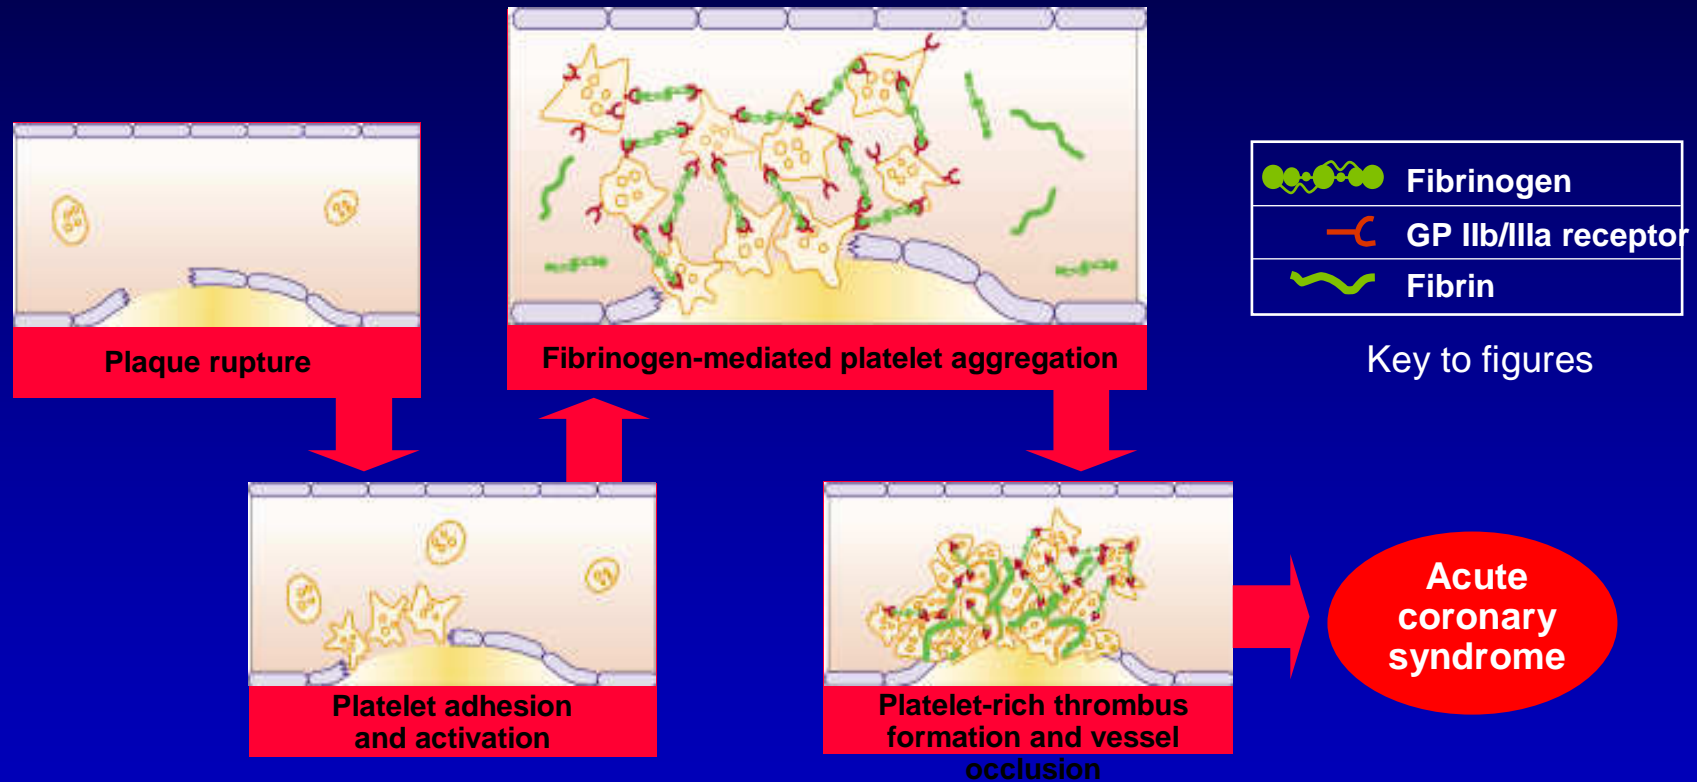 Plaque rupture
Platelet adhesion
and activation
Fibrinogen-mediated platelet aggregation
Platelet-rich thrombus
formation and vessel
occlusion
Acute
coronary
syndrome
Fibrinogen
GP IIb/IIIa receptor
Fibrin
Key to figures